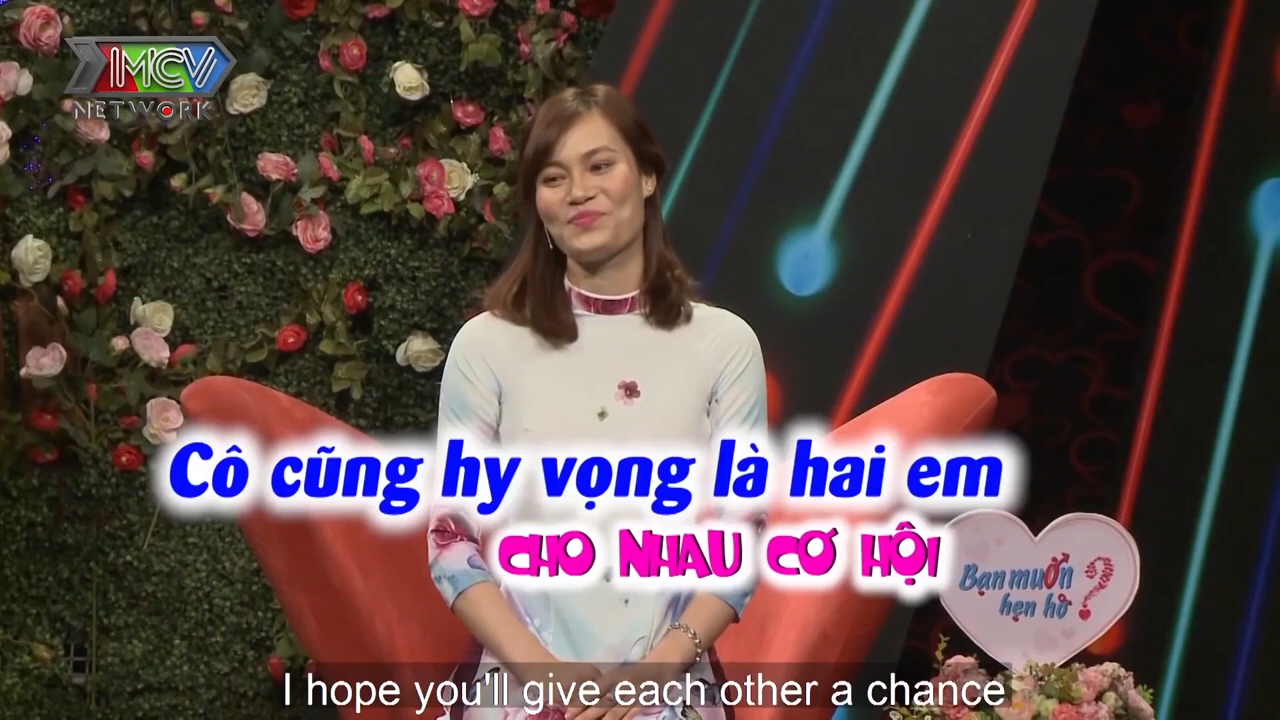 MCV
NETWORK
Cô cũng hy vọng là hai em
CHO NHAU CƠ HỘI
Bạn muốn
hẹn hò ?
I hope you'll give each other a chance